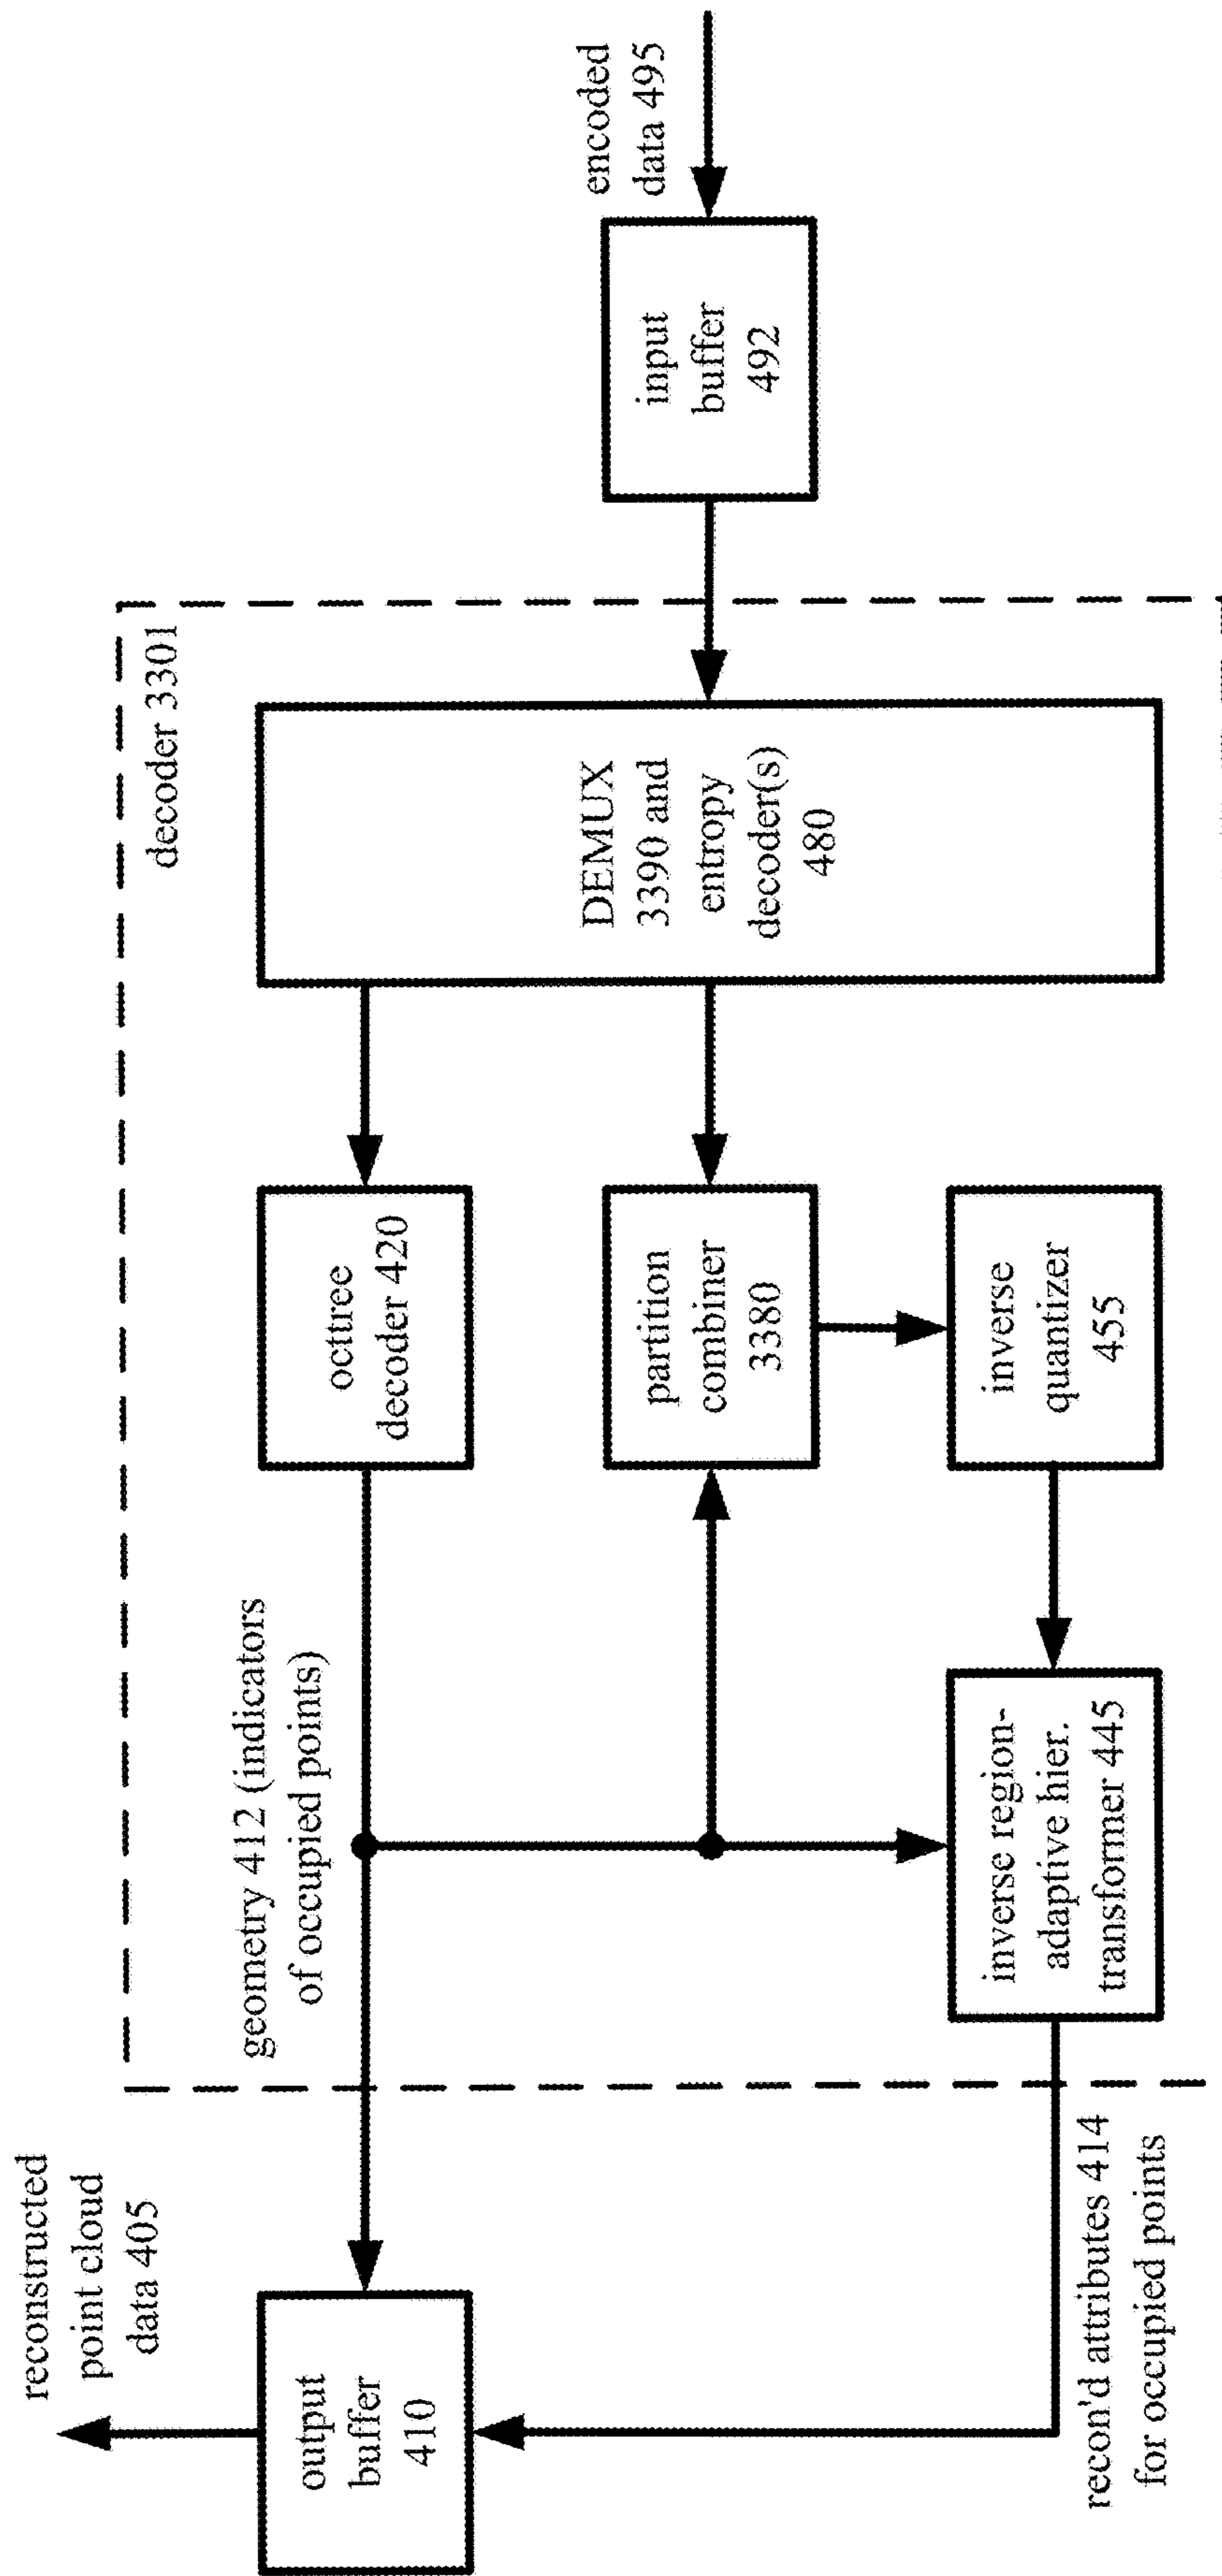 reconstructed
point cloud
data 405
output
buffer
410
recon'd attributes 414
for occupied points
geometry 412 (indicators
of occupied points)
inverse region-
adaptive hier.
transformer 445
octtree
decoder 420
partition
combiner
3380
inverse
quantizer
455
decoder 3301
DEMUX
3390 and
entropy
decoder(s)
480
input
buffer
492
encoded
data 495